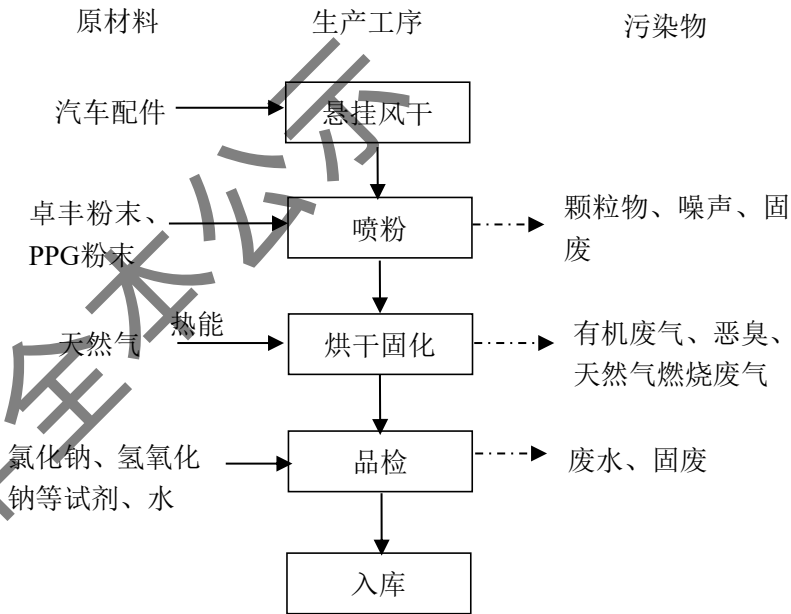 原材料
生产工序
污染物
汽车配件
悬挂风干
卓丰粉末、
PPG粉末
喷粉
颗粒物、噪声、固
废
天然气
热能
烘干固化
有机废气、恶臭、
天然气燃烧废气
氯化钠、氢氧化
钠等试剂、水
品检
废水、固废
入库
全本公示